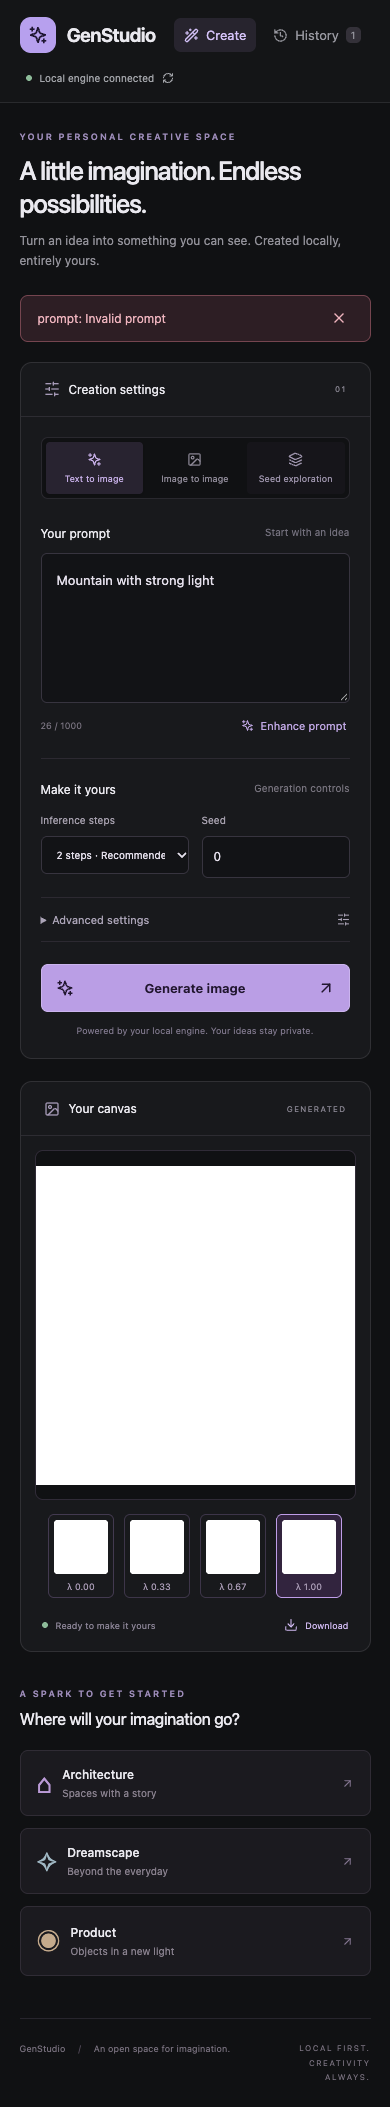 GenStudio
Create
History 1
Local engine connected
YOUR PERSONAL CREATIVE SPACE
A little imagination. Endless
possibilities.
Turn an idea into something you can see. Created locally,
entirely yours.
prompt: Invalid prompt
Creation settings
01
Text to image
Image to image
Seed exploration
Your prompt
Start with an idea
Mountain with strong light
26 / 1000
Enhance prompt
Make it yours
Generation controls
Inference steps
Seed
2 steps · Recommende
0
Advanced settings
Generate image
Powered by your local engine. Your ideas stay private.
Your canvas
GENERATED
λ 0.00
λ 0.33
λ 0.67
λ 1.00
Ready to make it yours
Download
A SPARK TO GET STARTED
Where will your imagination go?
Architecture
Spaces with a story
Dreamscape
Beyond the everyday
Product
Objects in a new light
GenStudio / An open space for imagination.
LOCAL FIRST.
CREATIVITY
ALWAYS.